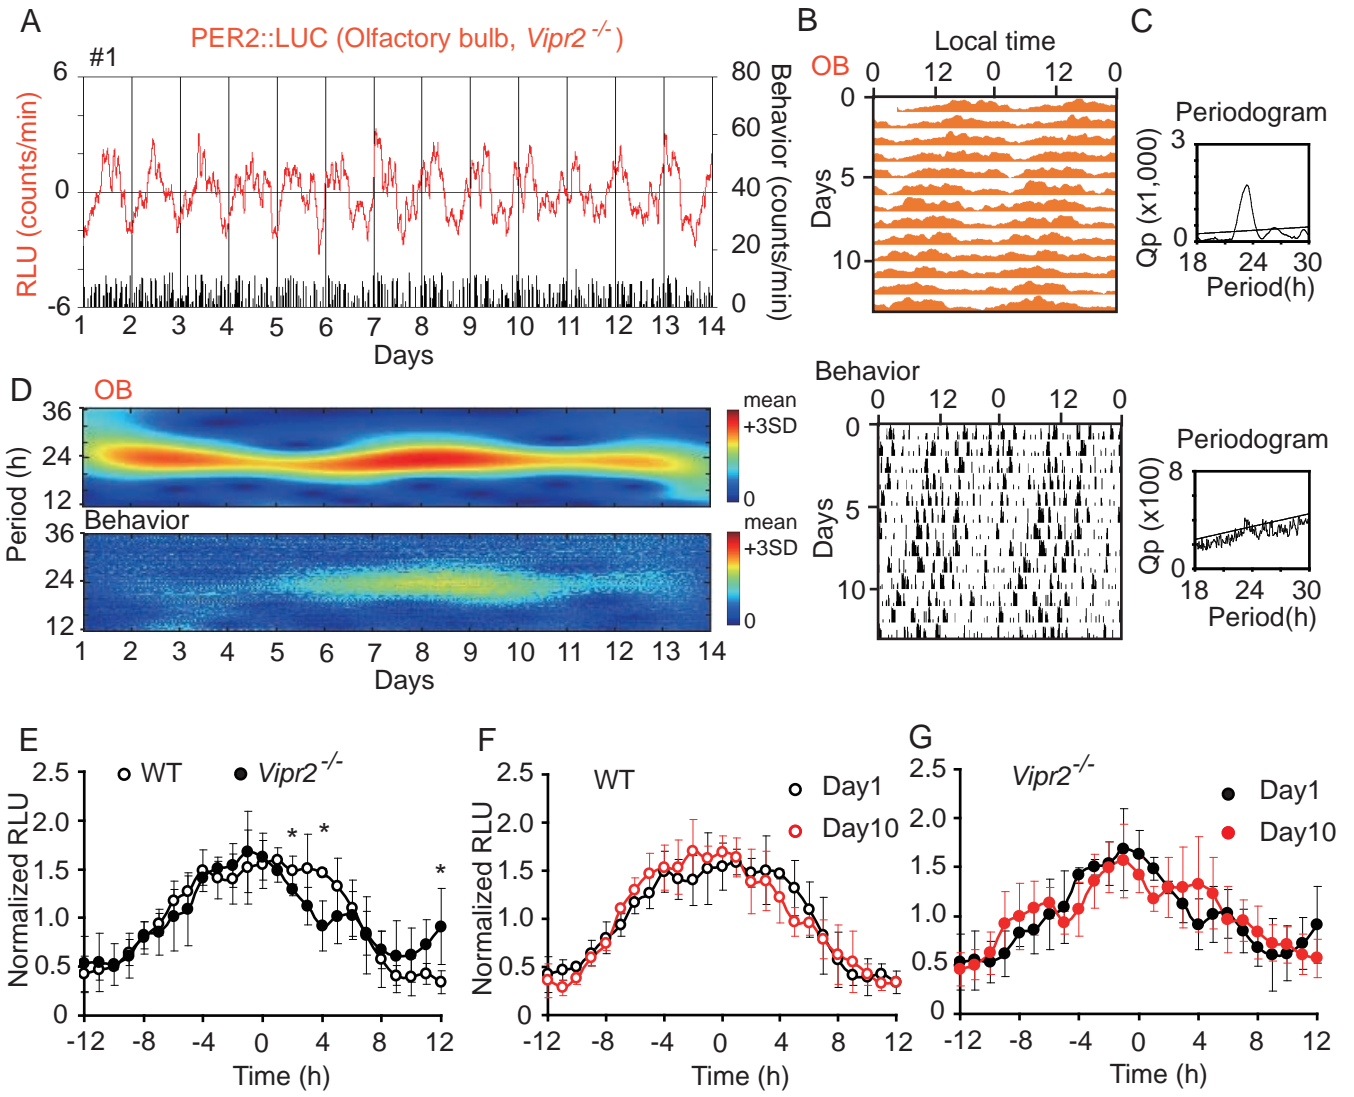 A
PER2::LUC (Olfactory bulb, Vipr2 -/-)
#1
6
0
-6
RLU (counts/min)
80
60
40
20
0
Behavior (counts/min)
1 2 3 4 5 6 7 8 9 10 11 12 13 14
Days
B
Local time
OB
0 12 0 12 0
0
5
10
Days
Behavior
0 12 0 12 0
0
5
10
Days
C
Periodogram
3
0
Qp (x1,000)
18 24 30
Period(h)
Periodogram
8
4
0
Qp (x100)
18 24 30
Period(h)
D
OB
36
24
12
mean
+3SD
0
Behavior
36
24
12
mean
+3SD
0
Period (h)
1 2 3 4 5 6 7 8 9 10 11 12 13 14
Days
E
WT Vipr2 -/-
2.5
2.0
1.5
1.0
0.5
0
Normalized RLU
* * *
-12 -8 -4 0 4 8 12
Time (h)
F
WT
Day1
Day10
2.5
2.0
1.5
1.0
0.5
0
Normalized RLU
-12 -8 -4 0 4 8 12
Time (h)
G
Vipr2 -/-
Day1
Day10
2.5
2.0
1.5
1.0
0.5
0
-12 -8 -4 0 4 8 12
Time (h)